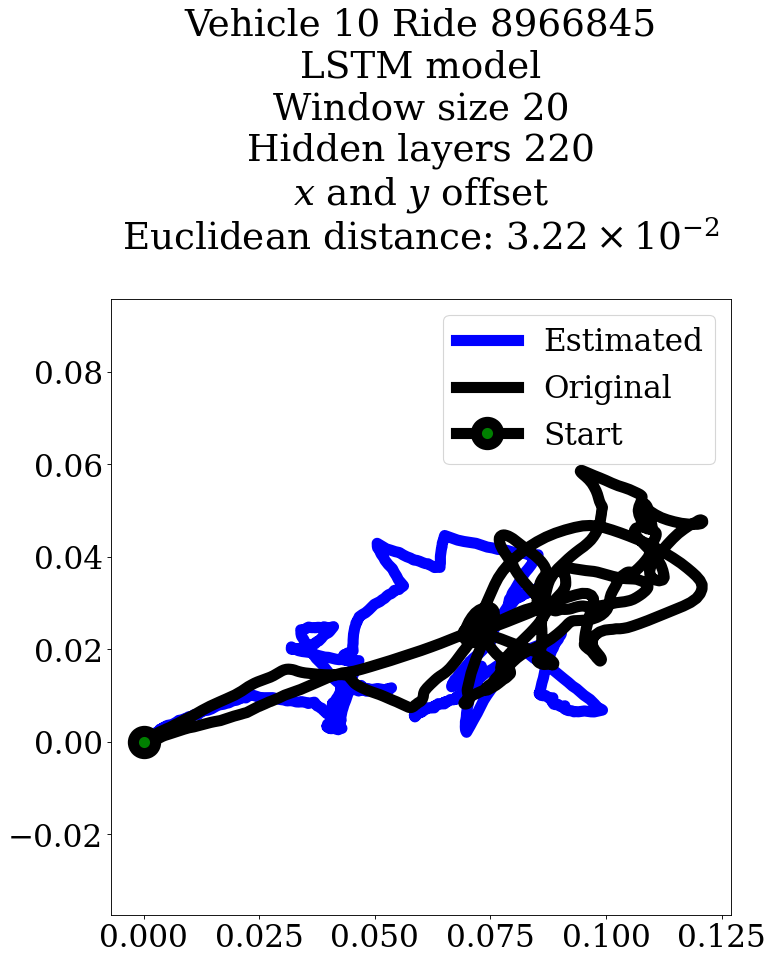 Vehicle 10 Ride 8966845
LSTM model
Window size 20
Hidden layers 220
x and y offset
Euclidean distance: 3.22 × 10⁻²
Estimated
Original
Start
0.08
0.06
0.04
0.02
0.00
−0.02
0.000 0.025 0.050 0.075 0.100 0.125